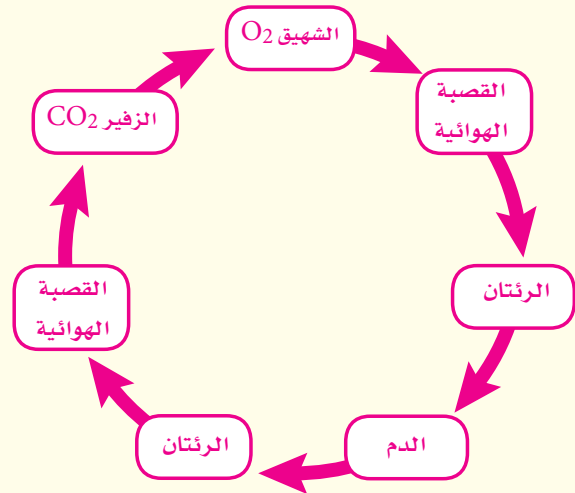 الشهيق O2
القصبة
الهوائية
الرئتان
الدم
الرئتان
القصبة
الهوائية
الزفير CO2